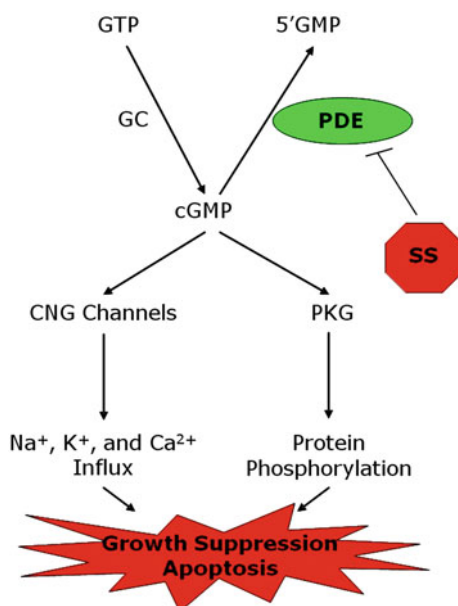 GTP
5'GMP
GC
PDE
cGMP
SS
CNG Channels
PKG
Na⁺, K⁺, and Ca²⁺
Influx
Protein
Phosphorylation
Growth Suppression
Apoptosis